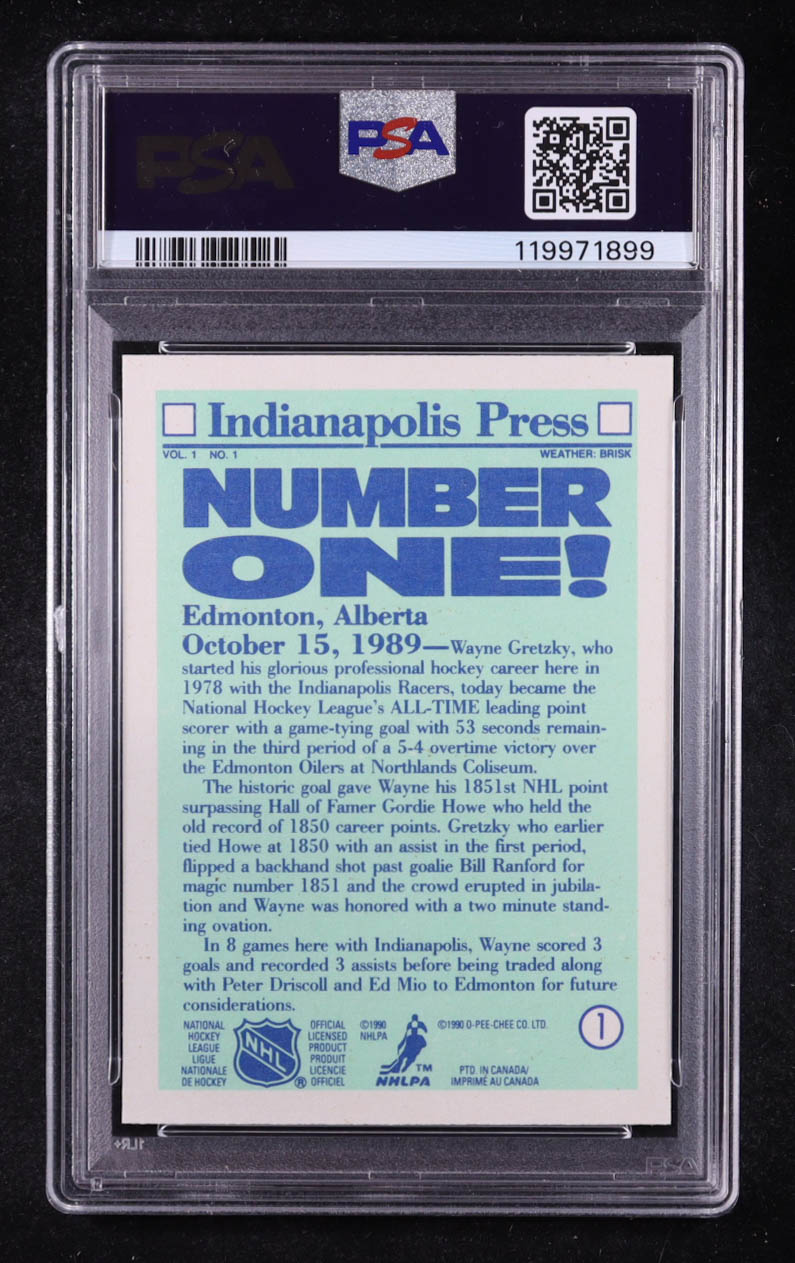 PSA
PSA
119971899
Indianapolis Press
VOL. 1 NO. 1 WEATHER: BRISK
NUMBER
ONE!
Edmonton, Alberta
October 15, 1989—Wayne Gretzky, who
started his glorious professional hockey career here in
1978 with the Indianapolis Racers, today became the
National Hockey League's ALL-TIME leading point
scorer with a game-tying goal with 53 seconds remain-
ing in the third period of a 5-4 overtime victory over
the Edmonton Oilers at Northlands Coliseum.
The historic goal gave Wayne his 1851st NHL point
surpassing Hall of Famer Gordie Howe who held the
old record of 1850 career points. Gretzky who earlier
tied Howe at 1850 with an assist in the first period,
flipped a backhand shot past goalie Bill Ranford for
magic number 1851 and the crowd erupted in jubila-
tion and Wayne was honored with a two minute stand-
ing ovation.
In 8 games here with Indianapolis, Wayne scored 3
goals and recorded 3 assists before being traded along
with Peter Driscoll and Ed Mio to Edmonton for future
considerations.
NATIONAL
HOCKEY
LEAGUE
LIGUE
NATIONALE
DE HOCKEY
NHL
®
OFFICIAL
LICENSED
PRODUCT
PRODUIT
LICENCIE
OFFICIEL
©1990
NHLPA
TM
NHLPA
©1990 O-PEE-CHEE CO. LTD.
PTD. IN CANADA/
IMPRIMÉ AU CANADA
1
1LR+
PSA